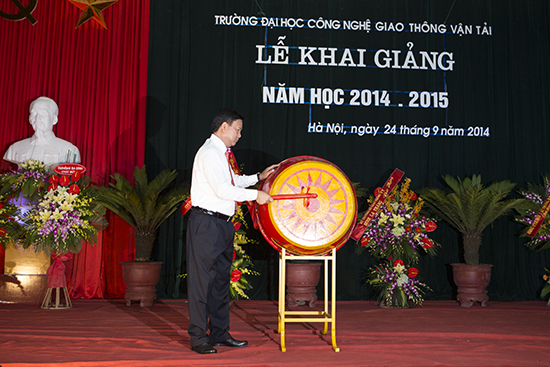 TRƯỜNG ĐẠI HỌC CÔNG NGHỆ GIAO THÔNG VẬN TẢI
LỄ KHAI GIẢNG
NĂM HỌC 2014 . 2015
Hà Nội, ngày 24 tháng 9 năm 2014